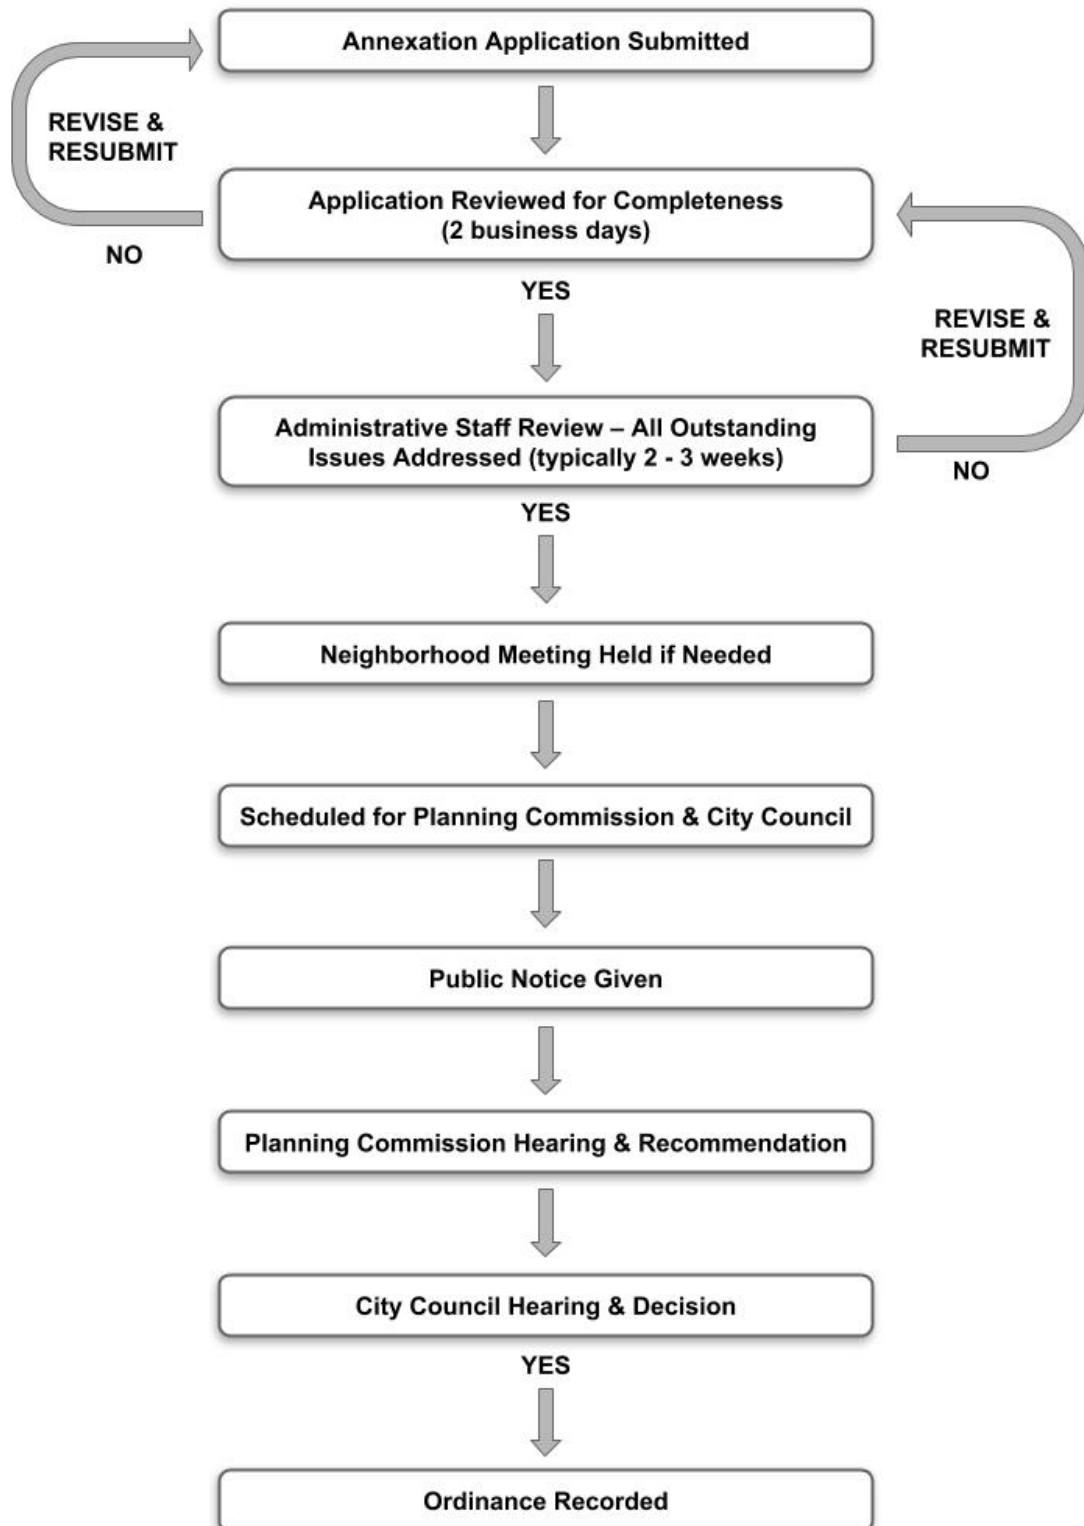 Annexation Application Submitted
REVISE &
RESUBMIT
Application Reviewed for Completeness
(2 business days)
NO
YES
REVISE &
RESUBMIT
Administrative Staff Review – All Outstanding
Issues Addressed (typically 2 - 3 weeks)
NO
YES
Neighborhood Meeting Held if Needed
Scheduled for Planning Commission & City Council
Public Notice Given
Planning Commission Hearing & Recommendation
City Council Hearing & Decision
YES
Ordinance Recorded